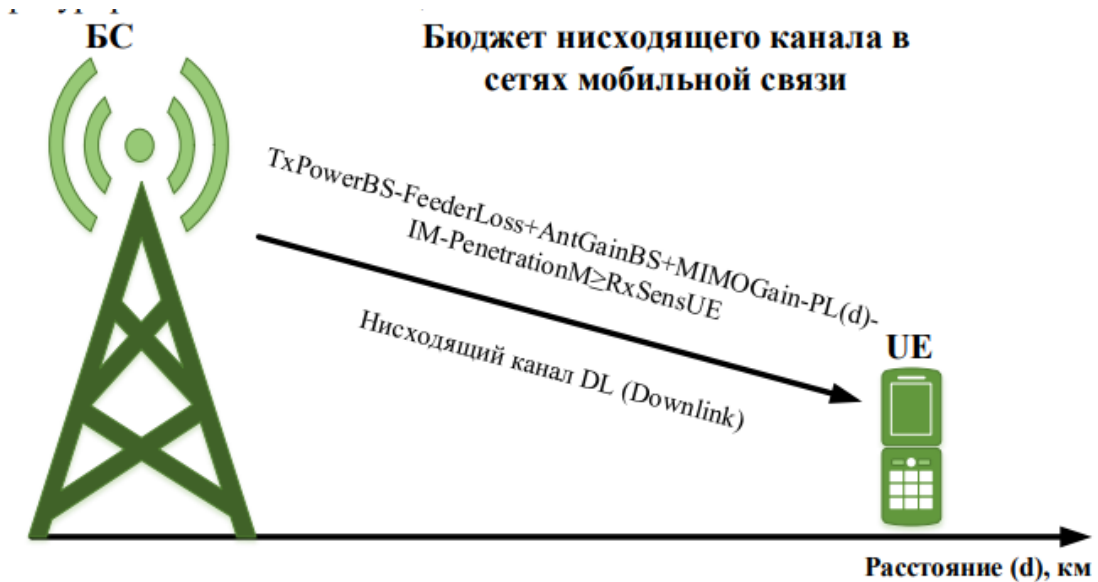 БС
Бюджет нисходящего канала в
сетях мобильной связи
TxPowerBS-FeederLoss+AntGainBS+MIMOGain-PL(d)-
IM-PenetrationM≥RxSensUE
Нисходящий канал DL (Downlink)
UE
Расстояние (d), км